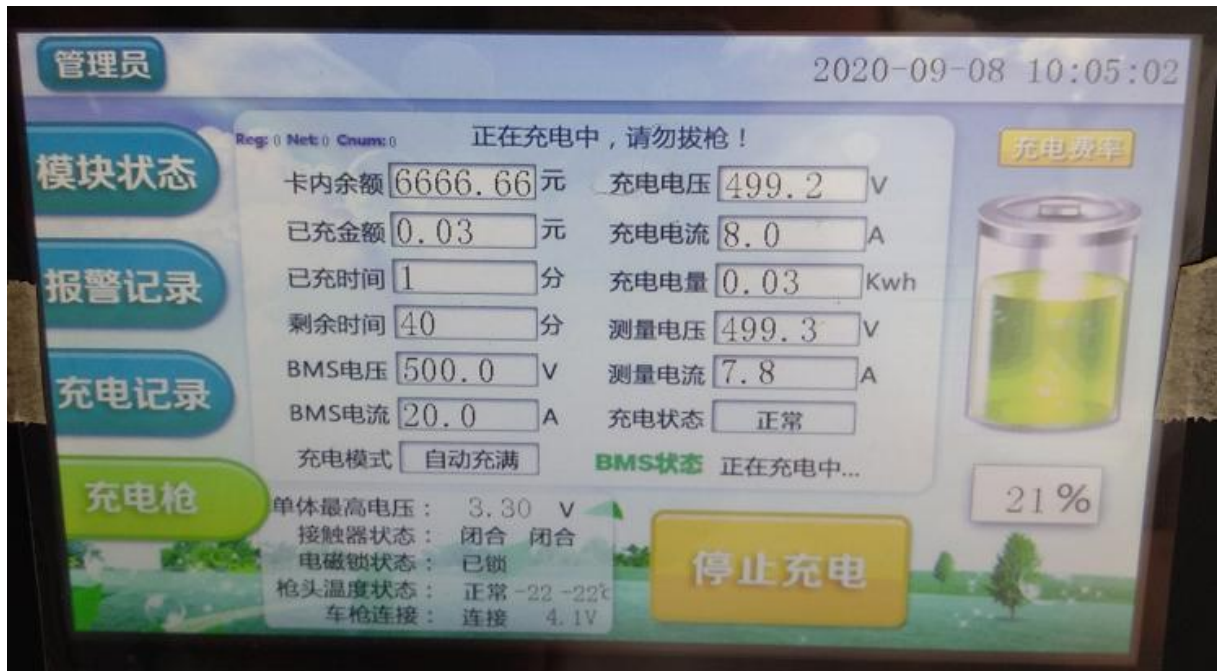 管理员
2020-09-08 10:05:02
模块状态
报警记录
充电记录
充电枪
Reg: 0 Net: 0 Cnum: 0
正在充电中，请勿拔枪！
卡内余额 6666.66 元 充电电压 499.2 V
已充金额 0.03 元 充电电流 8.0 A
已充时间 1 分 充电电量 0.03 Kwh
剩余时间 40 分 测量电压 499.3 V
BMS电压 500.0 V 测量电流 7.8 A
BMS电流 20.0 A 充电状态 正常
充电模式 自动充满 BMS状态 正在充电中...
单体最高电压： 3.30 V
接触器状态： 闭合 闭合
电磁锁状态： 已锁
枪头温度状态： 正常 -22 -22℃
车枪连接： 连接 4.1V
停止充电
充电费率
21%